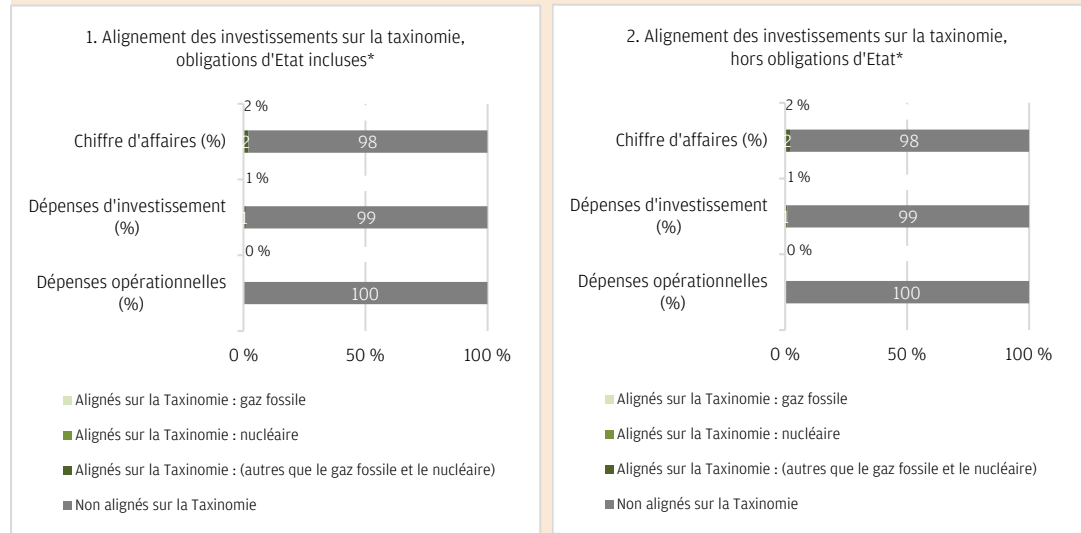 1. Alignement des investissements sur la taxinomie,
obligations d'Etat incluses*
2 %
Chiffre d'affaires (%)
2
98
1 %
Dépenses d'investissement
(%)
1
99
0 %
Dépenses opérationnelles
(%)
100
0 %
50 %
100 %
Alignés sur la Taxinomie : gaz fossile
Alignés sur la Taxinomie : nucléaire
Alignés sur la Taxinomie : (autres que le gaz fossile et le nucléaire)
Non alignés sur la Taxinomie
2. Alignement des investissements sur la taxinomie,
hors obligations d'Etat*
2 %
Chiffre d'affaires (%)
2
98
1 %
Dépenses d'investissement
(%)
1
99
0 %
Dépenses opérationnelles
(%)
100
0 %
50 %
100 %
Alignés sur la Taxinomie : gaz fossile
Alignés sur la Taxinomie : nucléaire
Alignés sur la Taxinomie : (autres que le gaz fossile et le nucléaire)
Non alignés sur la Taxinomie